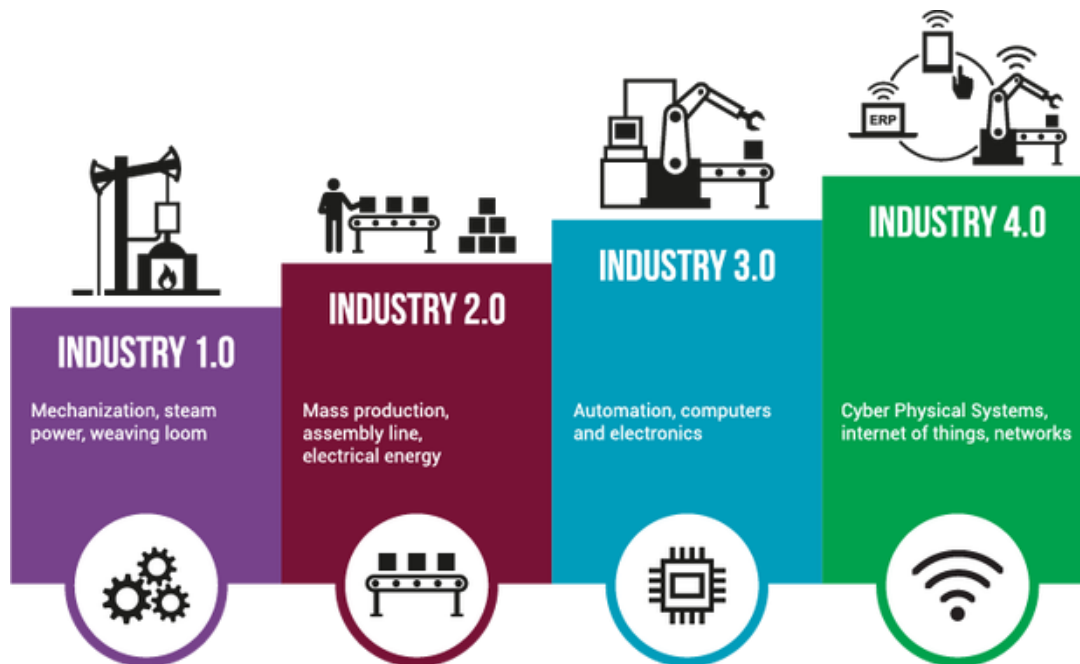 INDUSTRY 1.0
Mechanization, steam
power, weaving loom
INDUSTRY 2.0
Mass production,
assembly line,
electrical energy
INDUSTRY 3.0
Automation, computers
and electronics
ERP
INDUSTRY 4.0
Cyber Physical Systems,
internet of things, networks